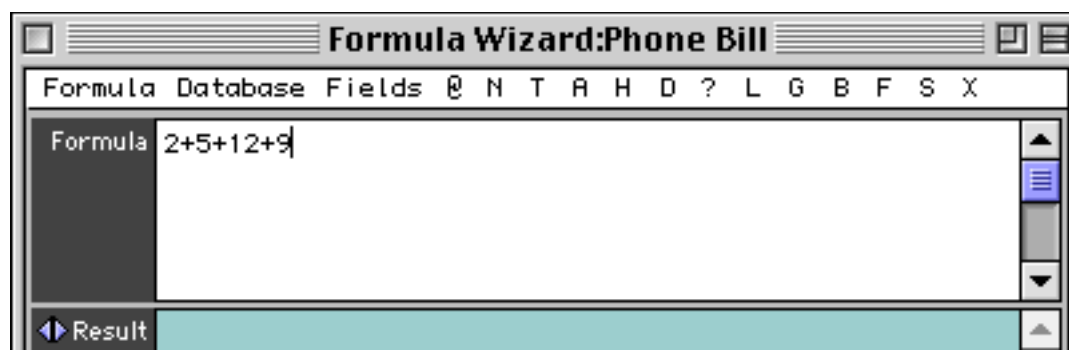 Formula Wizard:Phone Bill
Formula Database Fields @ N T A H D ? L G B F S X
Formula 2+5+12+9
Result